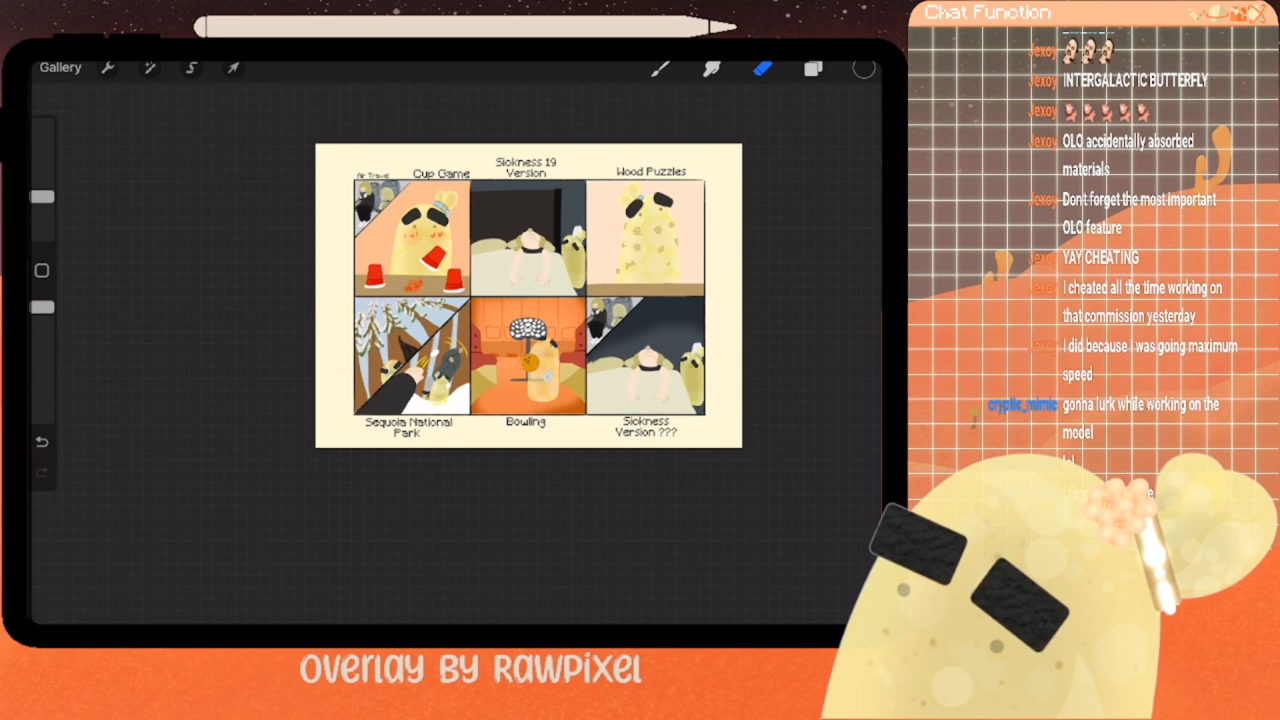 Chat Function
Gallery
Jexoy
Jexoy INTERGALACTIC BUTTERFLY
Jexoy
Jexoy OLO accidentally absorbed
materials
Jexoy Dont forget the most important
OLO feature
Jexoy YAY CHEATING
Jexoy I cheated all the time working on
that commission yesterday
Jexoy I did because I was going maximum
speed
cryptic_mimic gonna lurk while working on the
model
lol
Air Travel
Cup Game
Sickness 19
Version
Wood Puzzles
Sequoia National
Park
Bowling
Sickness
Version ???
OVERLAY BY RAWPIXEL